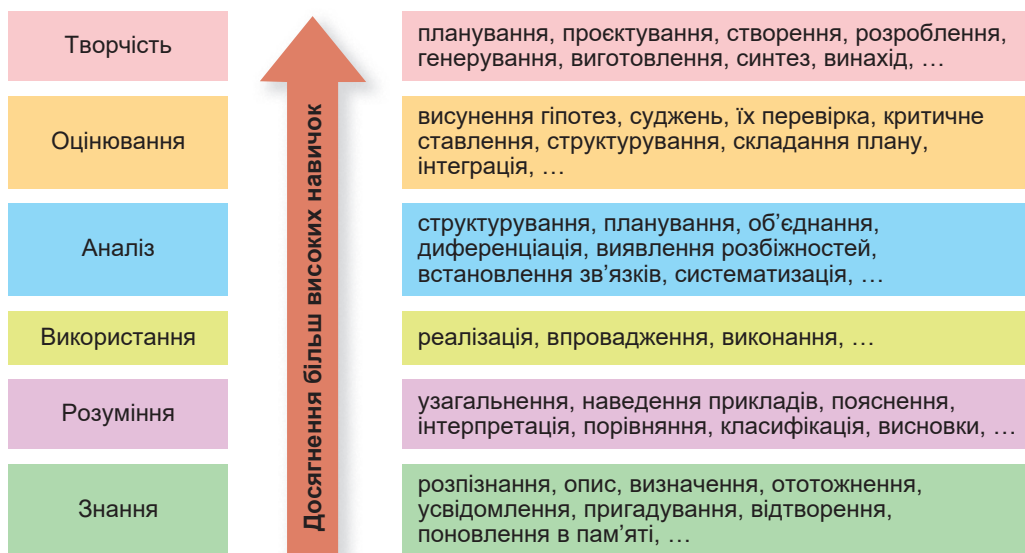 Творчість
планування, проєктування, створення, розроблення,
генерування, виготовлення, синтез, винахід, …
Оцінювання
висунення гіпотез, суджень, їх перевірка, критичне
ставлення, структурування, складання плану,
інтеграція, …
Аналіз
структурування, планування, об’єднання,
диференціація, виявлення розбіжностей,
встановлення зв’язків, систематизація, …
Використання
реалізація, впровадження, виконання, …
Розуміння
узагальнення, наведення прикладів, пояснення,
інтерпретація, порівняння, класифікація, висновки, …
Знання
розпізнання, опис, визначення, ототожнення,
усвідомлення, пригадування, відтворення,
поновлення в пам’яті, …
Досягнення більш високих навичок